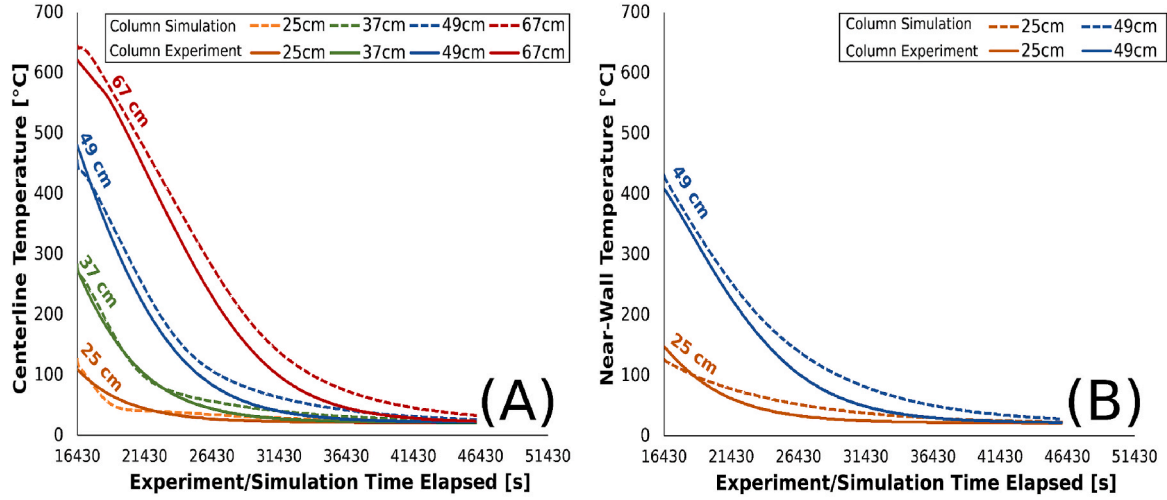 Centerline Temperature [°C]
700
600
500
400
300
200
100
0
Column Simulation 25cm 37cm 49cm 67cm
Column Experiment 25cm 37cm 49cm 67cm
67 cm
49 cm
37 cm
25 cm
(A)
16430 21430 26430 31430 36430 41430 46430 51430
Experiment/Simulation Time Elapsed [s]
Near-Wall Temperature [°C]
700
600
500
400
300
200
100
0
Column Simulation 25cm 49cm
Column Experiment 25cm 49cm
49 cm
25 cm
(B)
16430 21430 26430 31430 36430 41430 46430 51430
Experiment/Simulation Time Elapsed [s]